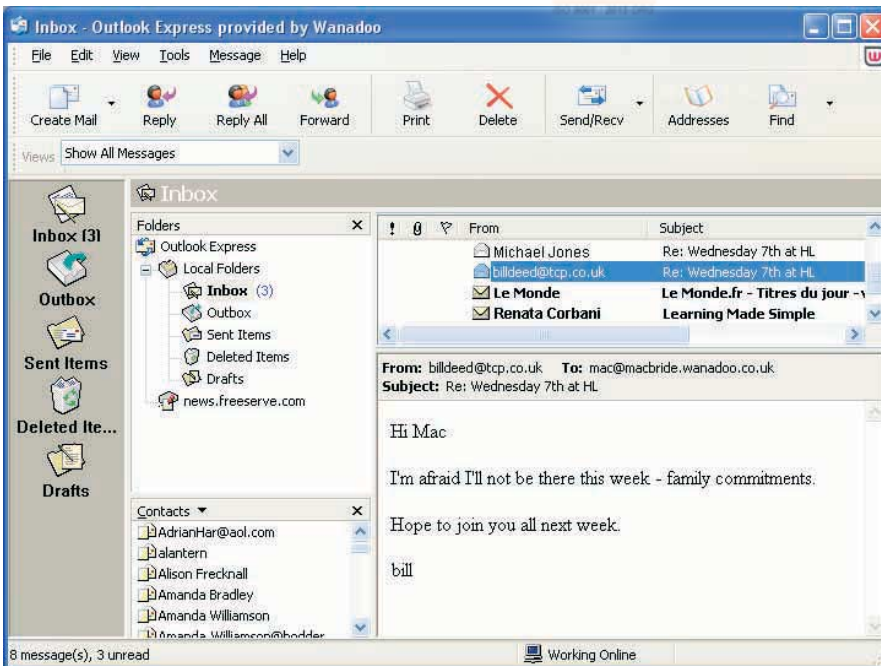 Inbox - Outlook Express provided by Wanadoo
File Edit View Tools Message Help
Create Mail Reply Reply All Forward Print Delete Send/Recv Addresses Find
Views Show All Messages
Inbox
Inbox (3)
Outbox
Sent Items
Deleted Ite...
Drafts
Folders
Outlook Express
Local Folders
Inbox (3)
Outbox
Sent Items
Deleted Items
Drafts
news.freeserve.com
Contacts
AdrianHar@aol.com
alantern
Alison Frecknall
Amanda Bradley
Amanda Williamson
Amanda Williamson@hodder
! From Subject
Michael Jones Re: Wednesday 7th at HL
billdeed@tcp.co.uk Re: Wednesday 7th at HL
Le Monde Le Monde.fr - Titres du jour -
Renata Corbani Learning Made Simple
From: billdeed@tcp.co.uk To: mac@macbride.wanadoo.co.uk
Subject: Re: Wednesday 7th at HL
Hi Mac
I'm afraid I'll not be there this week - family commitments.
Hope to join you all next week.
bill
8 message(s), 3 unread
Working Online